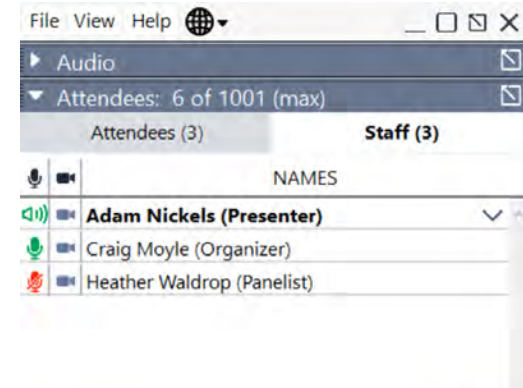 File View Help
Audio
Attendees: 6 of 1001 (max)
Attendees (3) Staff (3)
NAMES
Adam Nickels (Presenter)
Craig Moyle (Organizer)
Heather Waldrop (Panelist)